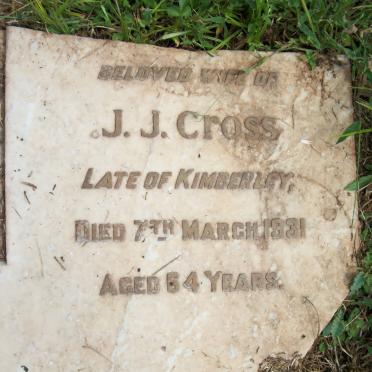 BELOVED WIFE OF
J. J. CROSS
LATE OF KIMBERLEY,
DIED 7TH MARCH, 1931
AGED 64 YEARS.